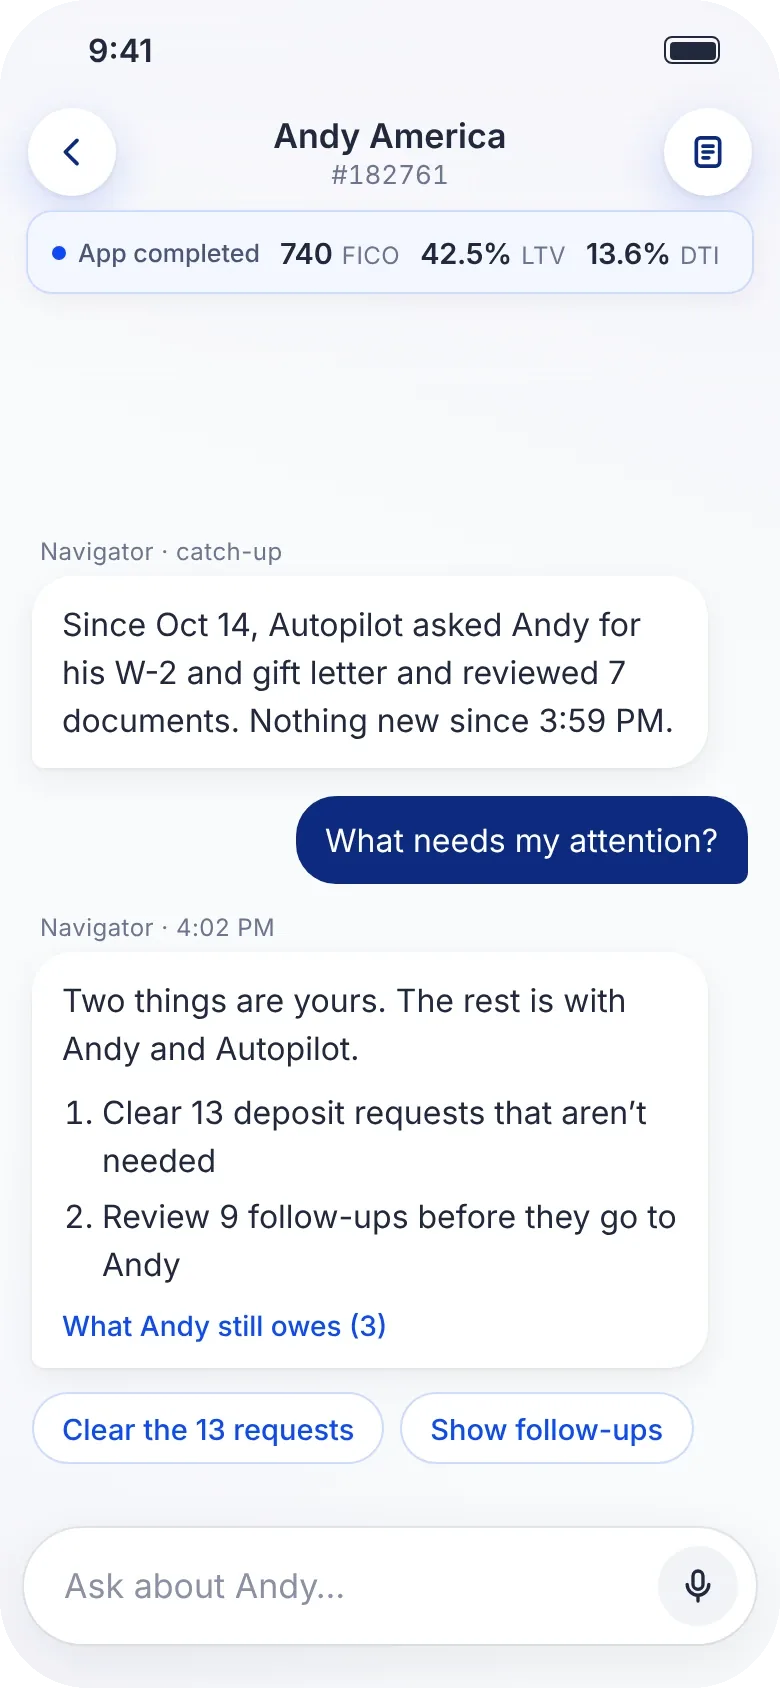 9:41
Andy America
#182761
App completed 740 FICO 42.5% LTV 13.6% DTI
Navigator · catch-up
Since Oct 14, Autopilot asked Andy for
his W-2 and gift letter and reviewed 7
documents. Nothing new since 3:59 PM.
What needs my attention?
Navigator · 4:02 PM
Two things are yours. The rest is with
Andy and Autopilot.
1. Clear 13 deposit requests that aren’t
needed
2. Review 9 follow-ups before they go to
Andy
What Andy still owes (3)
Clear the 13 requests
Show follow-ups
Ask about Andy...